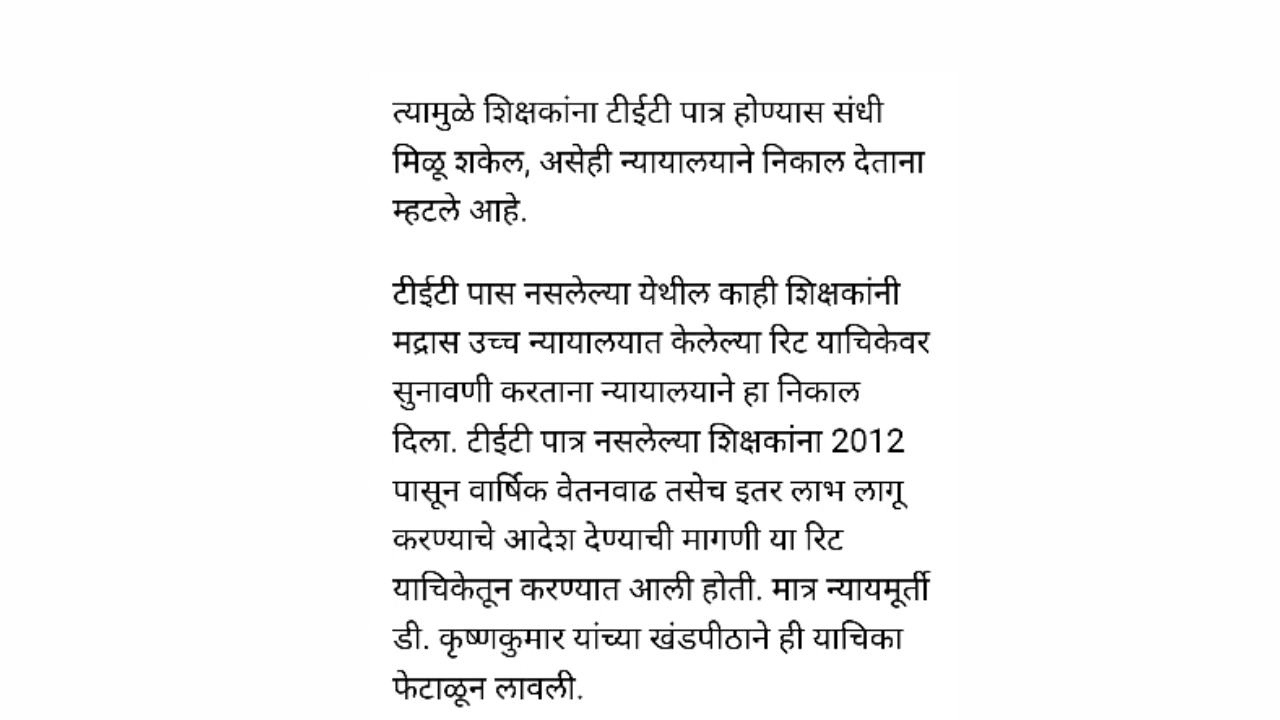 त्यामुळे शिक्षकांना टीईटी पात्र होण्यास संधी
मिळू शकेल, असेही न्यायालयाने निकाल देताना
म्हटले आहे.
टीईटी पास नसलेल्या येथील काही शिक्षकांनी
मद्रास उच्च न्यायालयात केलेल्या रिट याचिकेवर
सुनावणी करताना न्यायालयाने हा निकाल
दिला. टीईटी पात्र नसलेल्या शिक्षकांना 2012
पासून वार्षिक वेतनवाढ तसेच इतर लाभ लागू
करण्याचे आदेश देण्याची मागणी या रिट
याचिकेतून करण्यात आली होती. मात्र न्यायमूर्ती
डी. कृष्णकुमार यांच्या खंडपीठाने ही याचिका
फेटाळून लावली.